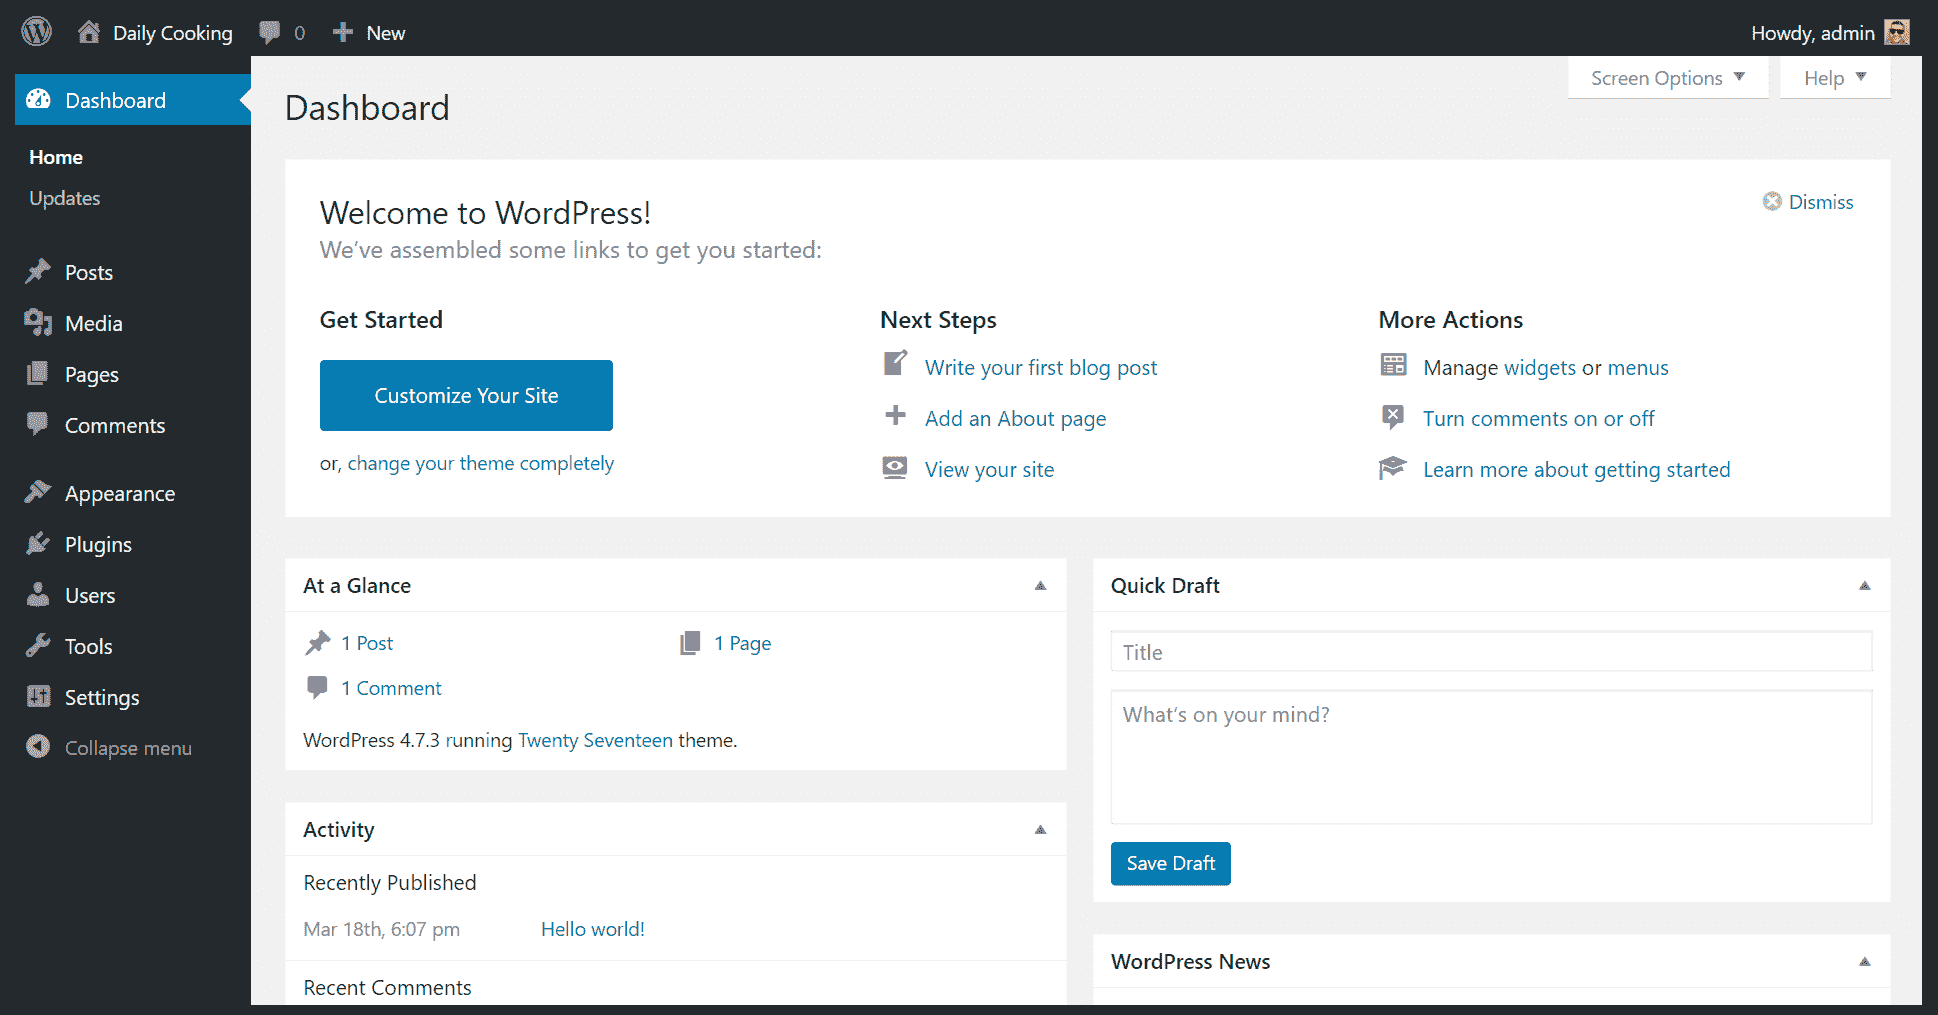 Daily Cooking 0 New Howdy, admin
Screen Options Help
Dashboard
Home
Updates
Posts
Media
Pages
Comments
Appearance
Plugins
Users
Tools
Settings
Collapse menu
Dashboard
Welcome to WordPress!
We’ve assembled some links to get you started:
Dismiss
Get Started
Customize Your Site
or, change your theme completely
Next Steps
Write your first blog post
Add an About page
View your site
More Actions
Manage widgets or menus
Turn comments on or off
Learn more about getting started
At a Glance
1 Post
1 Page
1 Comment
WordPress 4.7.3 running Twenty Seventeen theme.
Activity
Recently Published
Mar 18th, 6:07 pm Hello world!
Recent Comments
Quick Draft
Title
What’s on your mind?
Save Draft
WordPress News